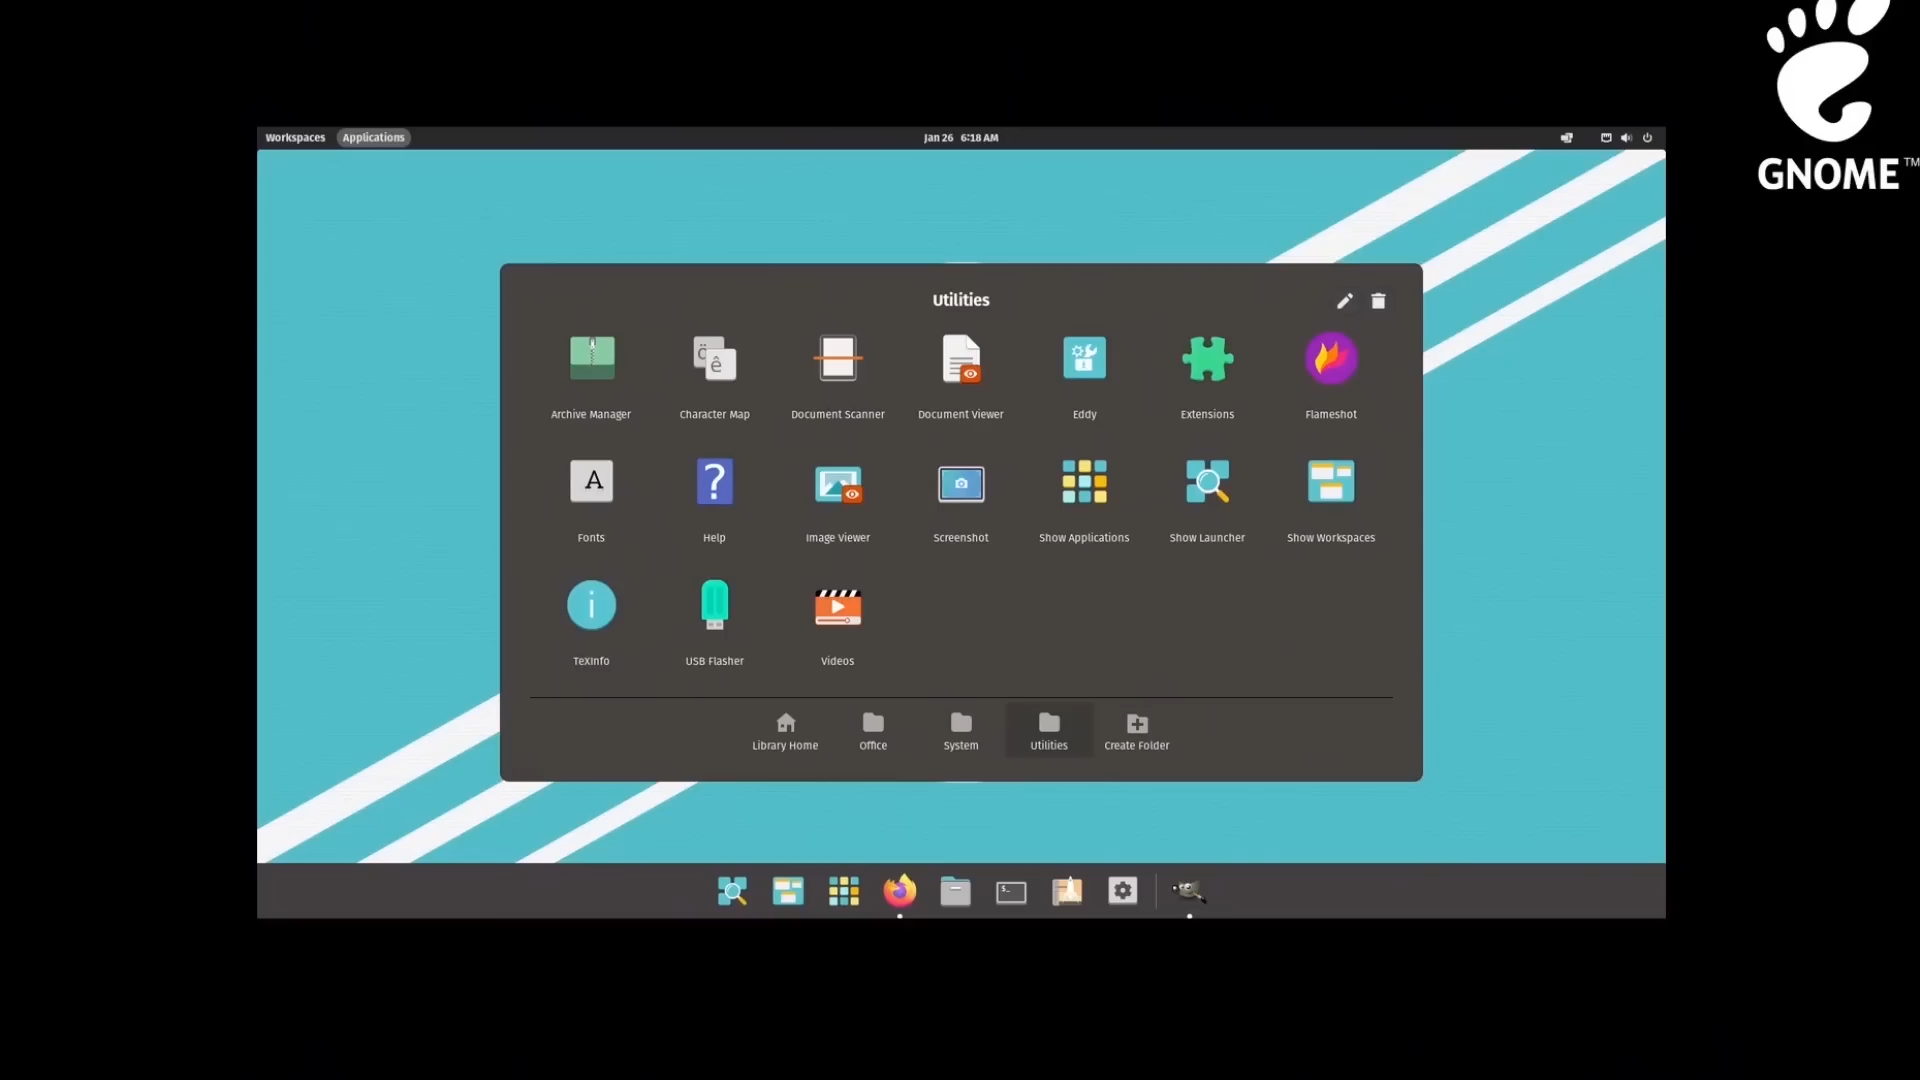 GNOME™
Workspaces Applications Jan 26 6:18 AM
Utilities
Archive Manager Character Map Document Scanner Document Viewer Eddy Extensions Flameshot
A ? 
Fonts Help Image Viewer Screenshot Show Applications Show Launcher Show Workspaces
i
TeXInfo USB Flasher Videos
Library Home Office System Utilities Create Folder
$_